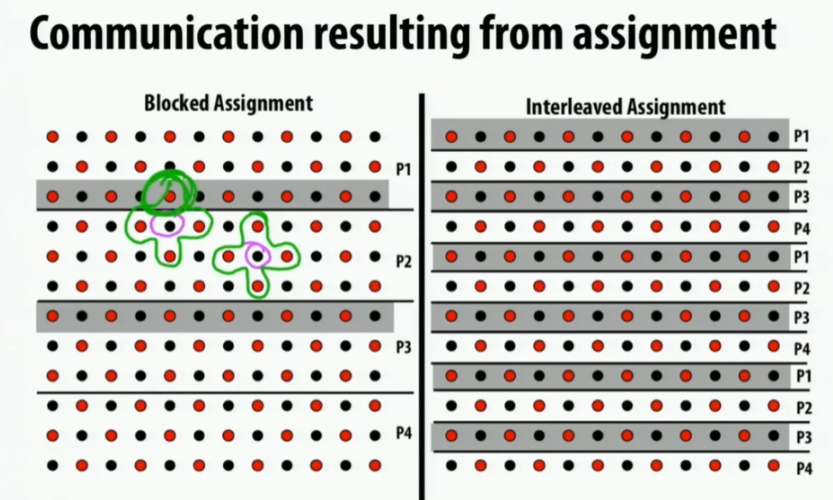 Communication resulting from assignment
Blocked Assignment
P1
P2
P3
P4
Interleaved Assignment
P1
P2
P3
P4
P1
P2
P3
P4
P1
P2
P3
P4